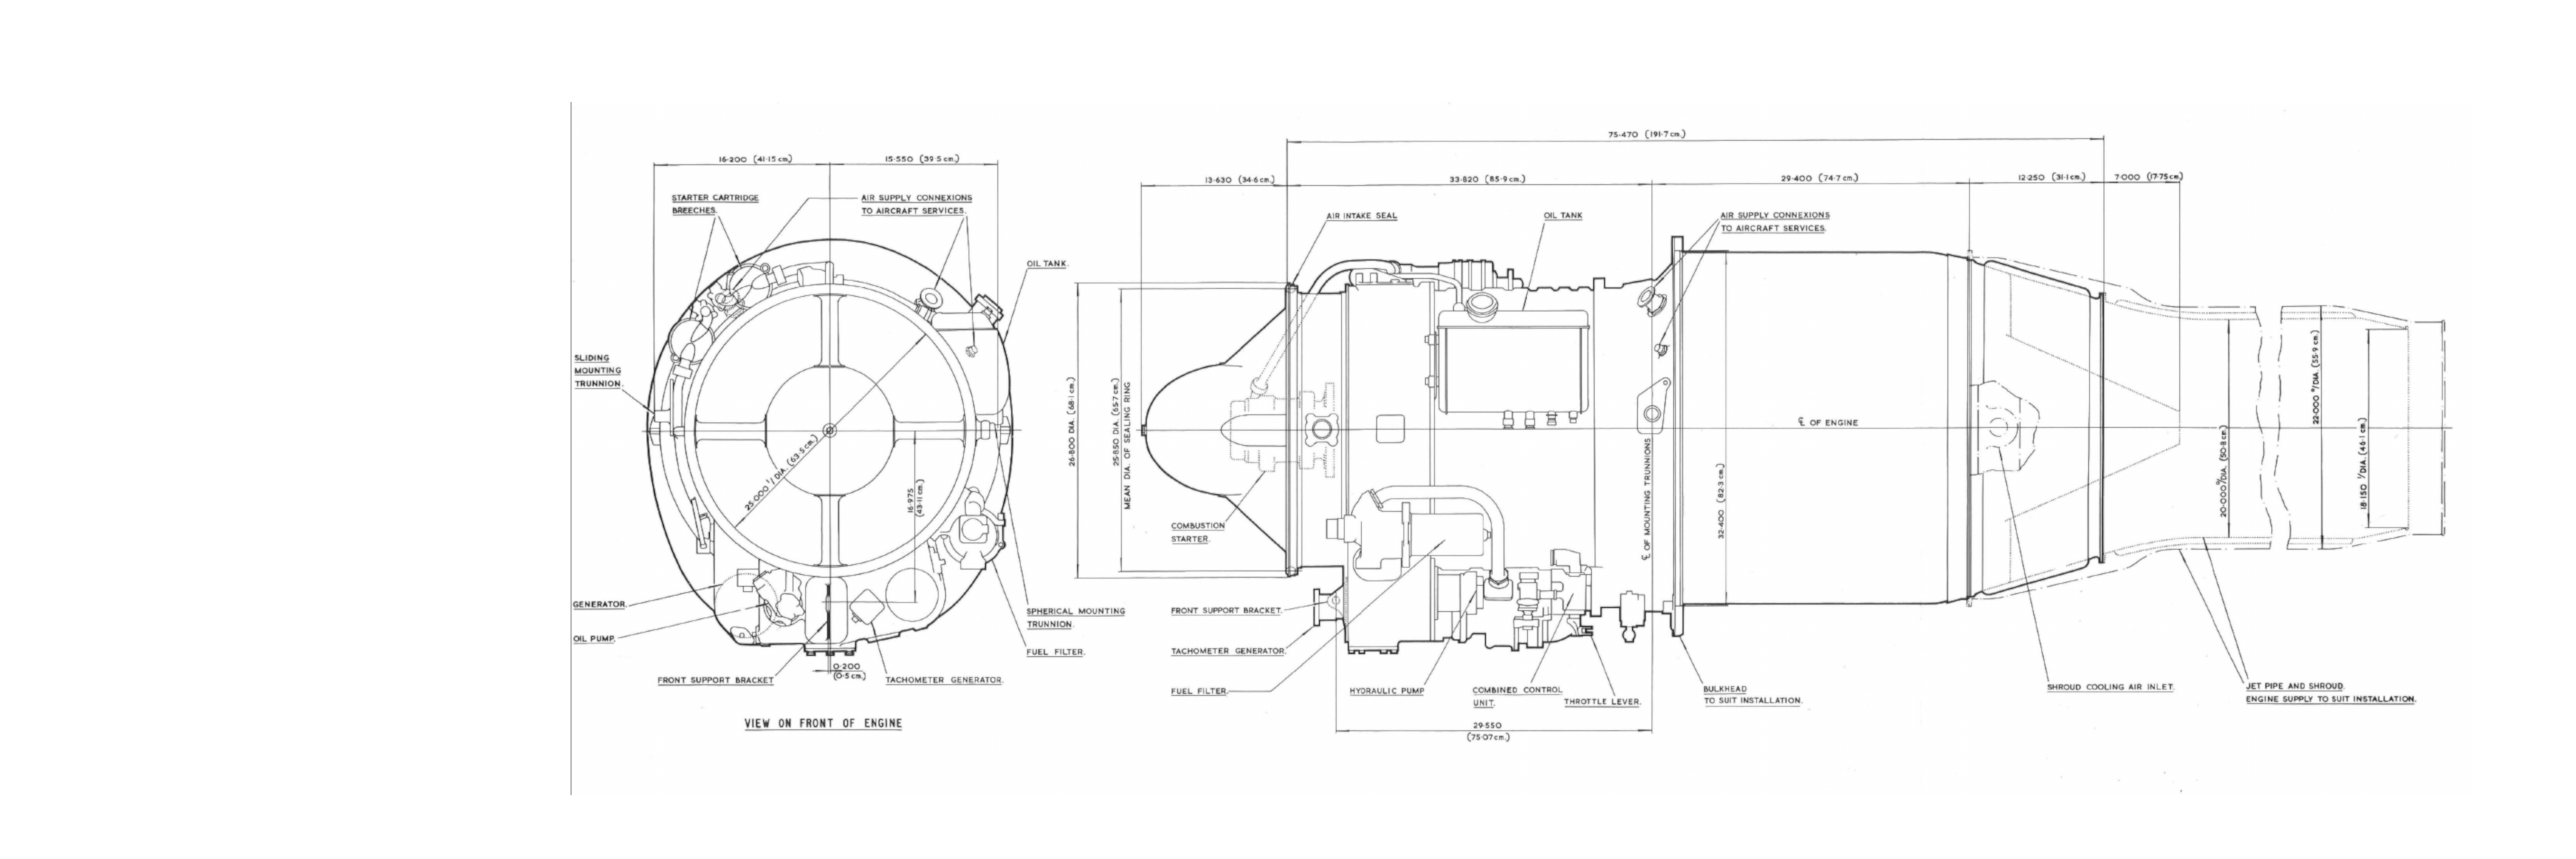 75·470 (191·7 cm.)
16·200 (41·15 cm.)
15·550 (39·5 cm.)
13·630 (34·6 cm.)
33·820 (85·9 cm.)
29·400 (74·7 cm.)
12·250 (31·1 cm.)
7·000 (17·75 cm.)
STARTER CARTRIDGE
BREECHES.
AIR SUPPLY CONNEXIONS
TO AIRCRAFT SERVICES.
OIL TANK.
SLIDING
MOUNTING
TRUNNION.
25·000 I/DIA. (63·5 cm.)
16·975
(43·11 cm.)
GENERATOR.
OIL PUMP.
SPHERICAL MOUNTING
TRUNNION.
FUEL FILTER.
0·200
(0·5 cm.)
FRONT SUPPORT BRACKET
TACHOMETER GENERATOR.
VIEW ON FRONT OF ENGINE
AIR INTAKE SEAL
OIL TANK
AIR SUPPLY CONNEXIONS
TO AIRCRAFT SERVICES.
26·800 DIA. (68·1 cm.)
25·850 DIA. (65·7 cm.)
MEAN DIA. OF SEALING RING
COMBUSTION
STARTER.
℄ OF ENGINE
℄ OF MOUNTING TRUNNIONS
32·400 (82·3 cm.)
20·000 /DIA. (50·8 cm.)
22·000 /DIA. (55·9 cm.)
18·150 I/DIA. (46·1 cm.)
FRONT SUPPORT BRACKET.
TACHOMETER GENERATOR.
FUEL FILTER.
HYDRAULIC PUMP
COMBINED CONTROL
UNIT.
THROTTLE LEVER.
BULKHEAD
TO SUIT INSTALLATION.
SHROUD COOLING AIR INLET.
JET PIPE AND SHROUD.
ENGINE SUPPLY TO SUIT INSTALLATION.
29·550
(75·07 cm.)